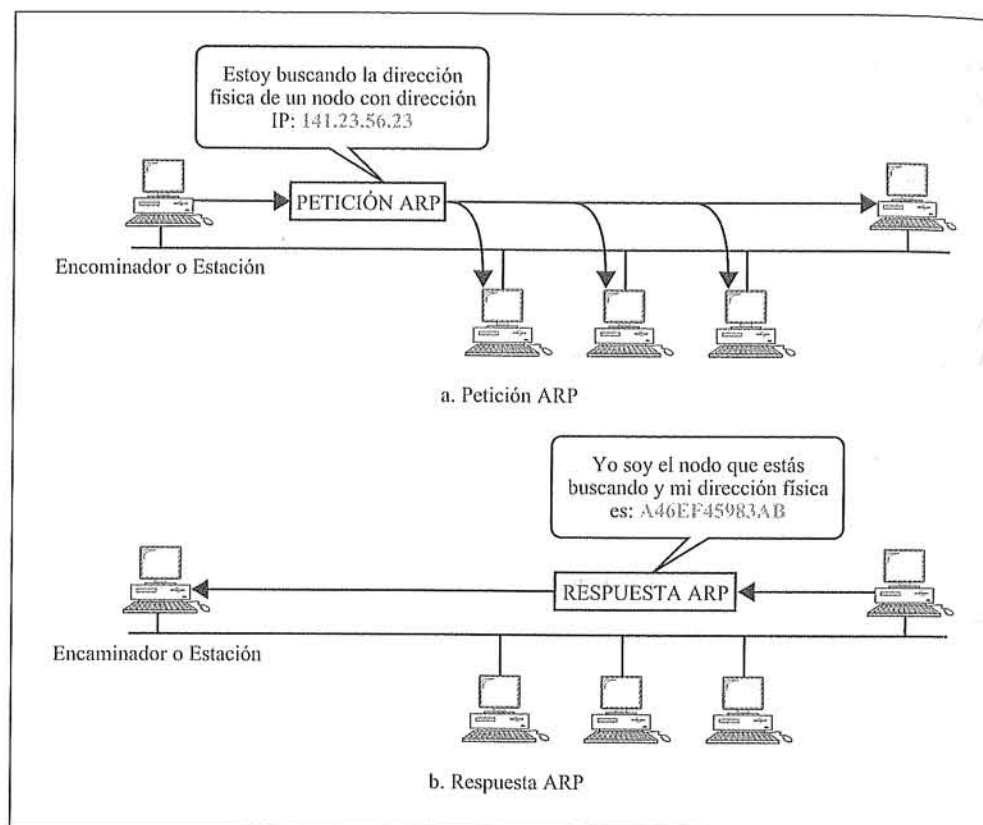 Estoy buscando la dirección
física de un nodo con dirección
IP: 141.23.56.23
PETICIÓN ARP
Encominador o Estación
a. Petición ARP
Yo soy el nodo que estás
buscando y mi dirección física
es: A46EF45983AB
RESPUESTA ARP
Encaminador o Estación
b. Respuesta ARP